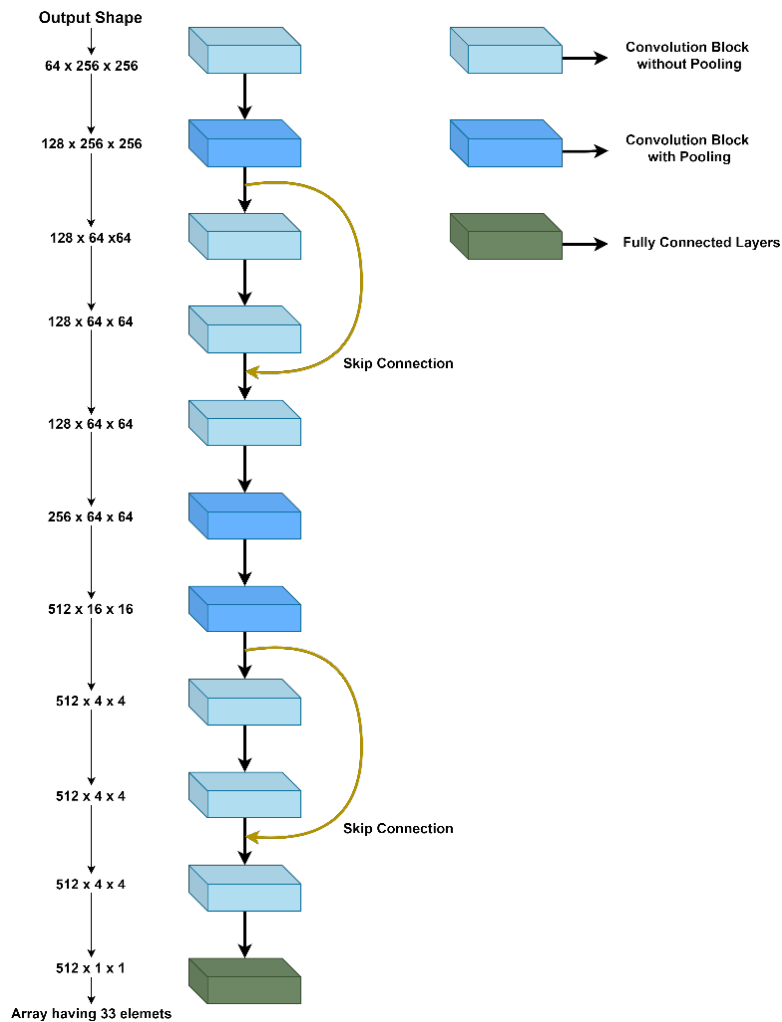 Output Shape
64 x 256 x 256
128 x 256 x 256
128 x 64 x64
128 x 64 x 64
128 x 64 x 64
256 x 64 x 64
512 x 16 x 16
512 x 4 x 4
512 x 4 x 4
512 x 4 x 4
512 x 1 x 1
Array having 33 elemets
Skip Connection
Skip Connection
Convolution Block
without Pooling
Convolution Block
with Pooling
Fully Connected Layers